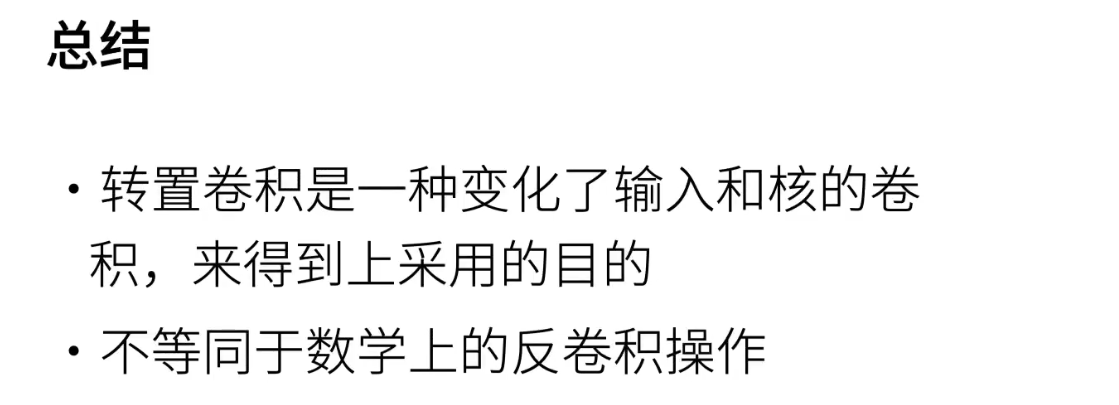 总结
・转置卷积是一种变化了输入和核的卷
积，来得到上采用的目的
・不等同于数学上的反卷积操作